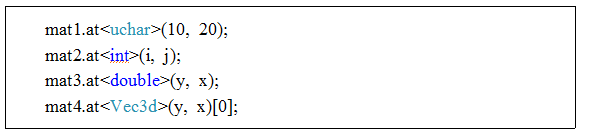 mat1.at<uchar>(10, 20);
mat2.at<int>(i, j);
mat3.at<double>(y, x);
mat4.at<Vec3d>(y, x)[0];